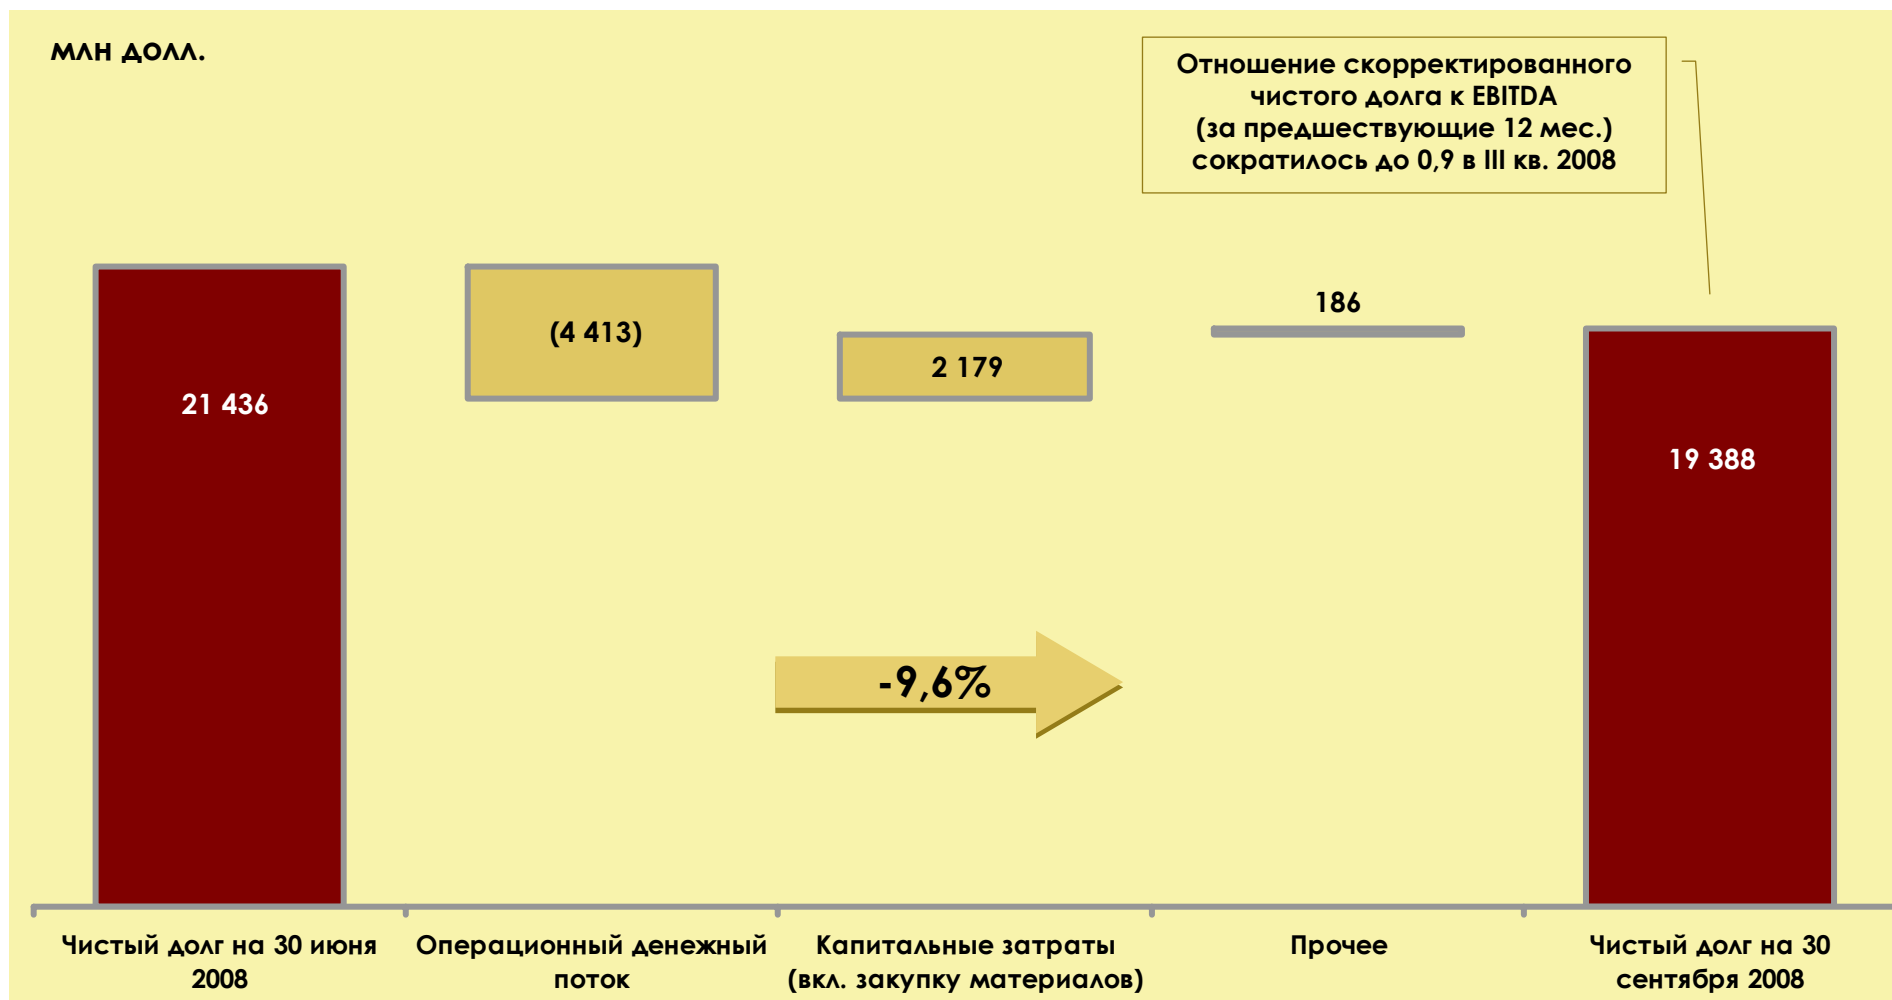 млн долл.
Отношение скорректированного
чистого долга к EBITDA
(за предшествующие 12 мес.)
сократилось до 0,9 в III кв. 2008
21 436
(4 413)
2 179
186
19 388
-9,6%
Чистый долг на 30 июня
2008
Операционный денежный
поток
Капитальные затраты
(вкл. закупку материалов)
Прочее
Чистый долг на 30
сентября 2008